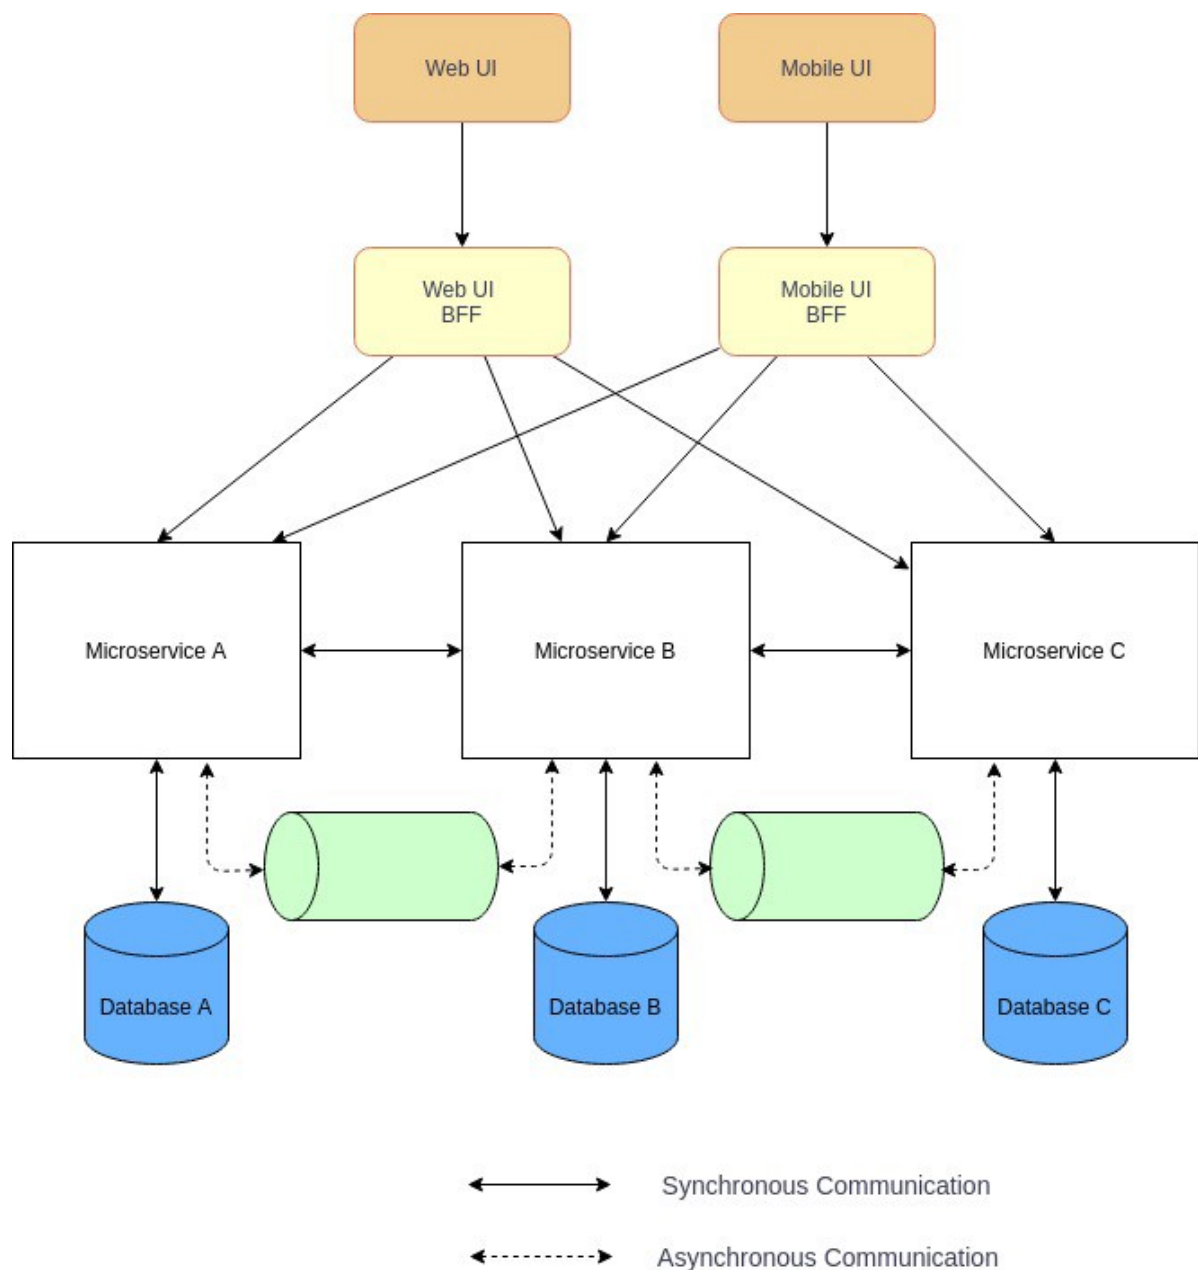 Web UI
Mobile UI
Web UI
BFF
Mobile UI
BFF
Microservice A
Microservice B
Microservice C
Database A
Database B
Database C
Synchronous Communication
Asynchronous Communication